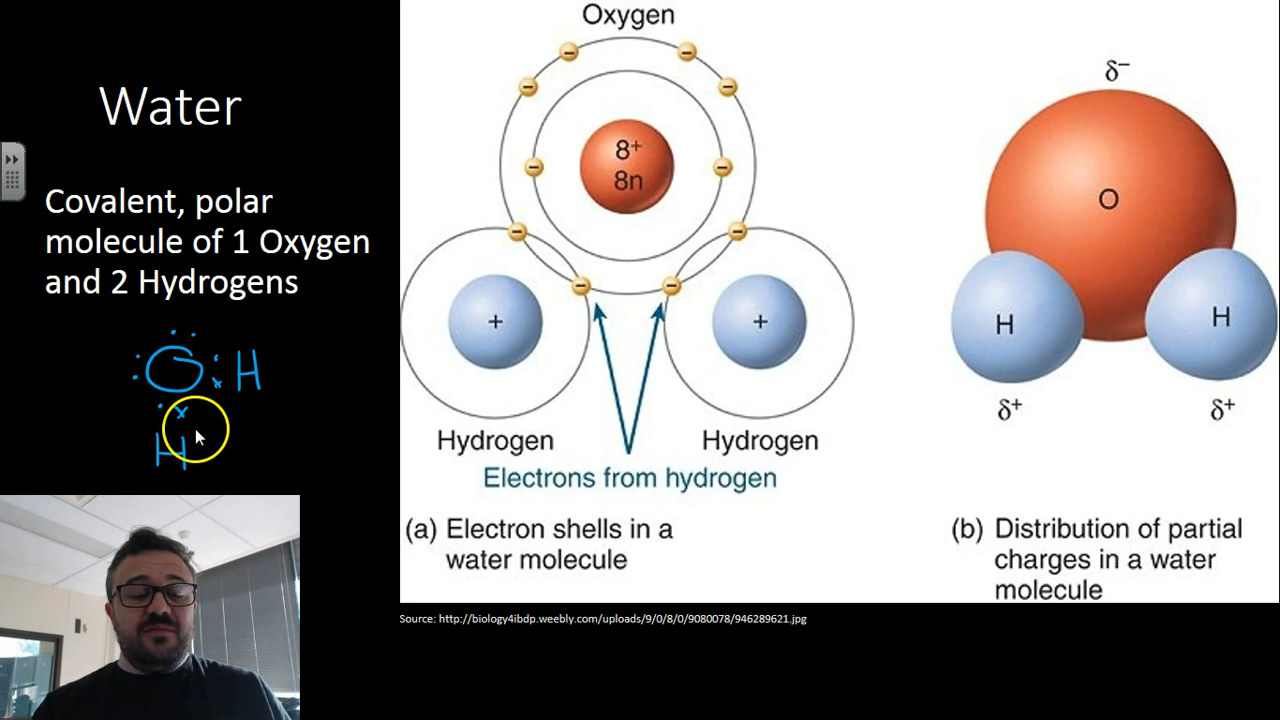 Water
Covalent, polar
molecule of 1 Oxygen
and 2 Hydrogens
O H
H
Oxygen
8⁺
8n
+
+
Hydrogen
Hydrogen
Electrons from hydrogen
(a) Electron shells in a
water molecule
δ⁻
O
H
H
δ⁺
δ⁺
(b) Distribution of partial
charges in a water
molecule
Source: http://biology4ibdp.weebly.com/uploads/9/0/8/0/9080078/946289621.jpg